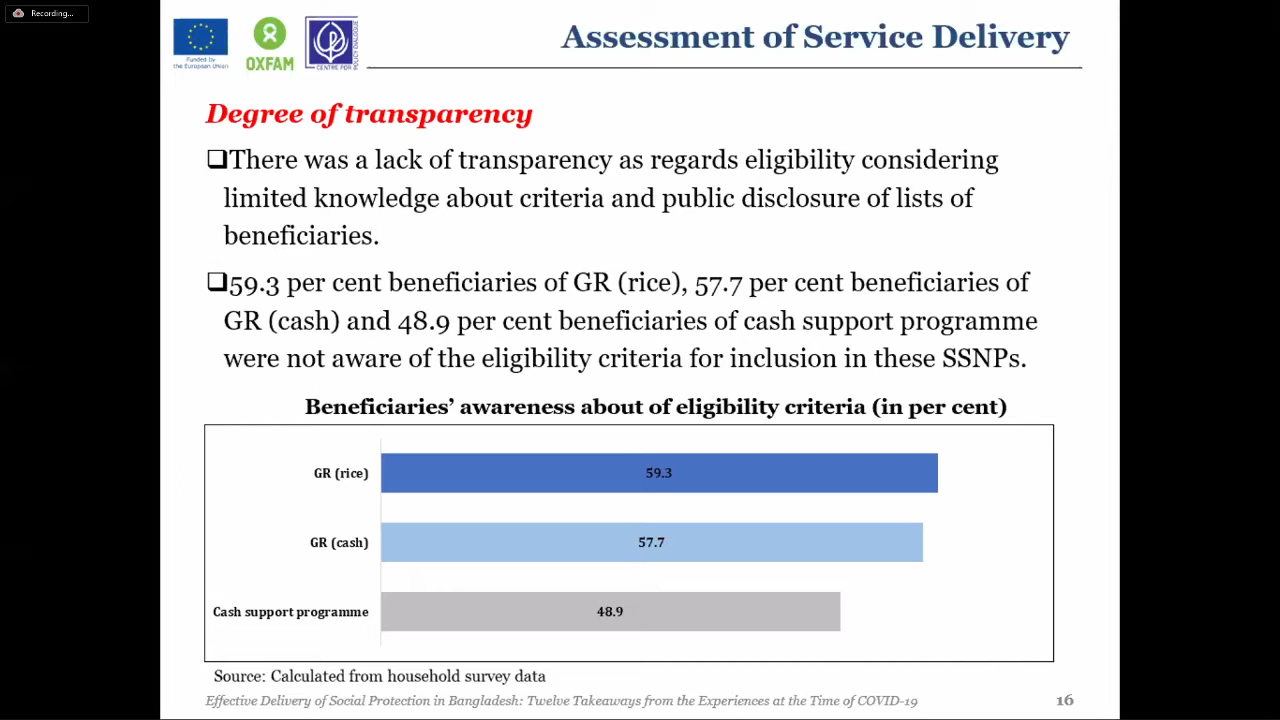 Recording...
Assessment of Service Delivery
Funded by
the European Union
OXFAM
CENTRE FOR
POLICY DIALOGUE
Degree of transparency
❑There was a lack of transparency as regards eligibility considering
limited knowledge about criteria and public disclosure of lists of
beneficiaries.
❑59.3 per cent beneficiaries of GR (rice), 57.7 per cent beneficiaries of
GR (cash) and 48.9 per cent beneficiaries of cash support programme
were not aware of the eligibility criteria for inclusion in these SSNPs.
Beneficiaries’ awareness about of eligibility criteria (in per cent)
GR (rice) 59.3
GR (cash) 57.7
Cash support programme 48.9
Source: Calculated from household survey data
Effective Delivery of Social Protection in Bangladesh: Twelve Takeaways from the Experiences at the Time of COVID-19 16